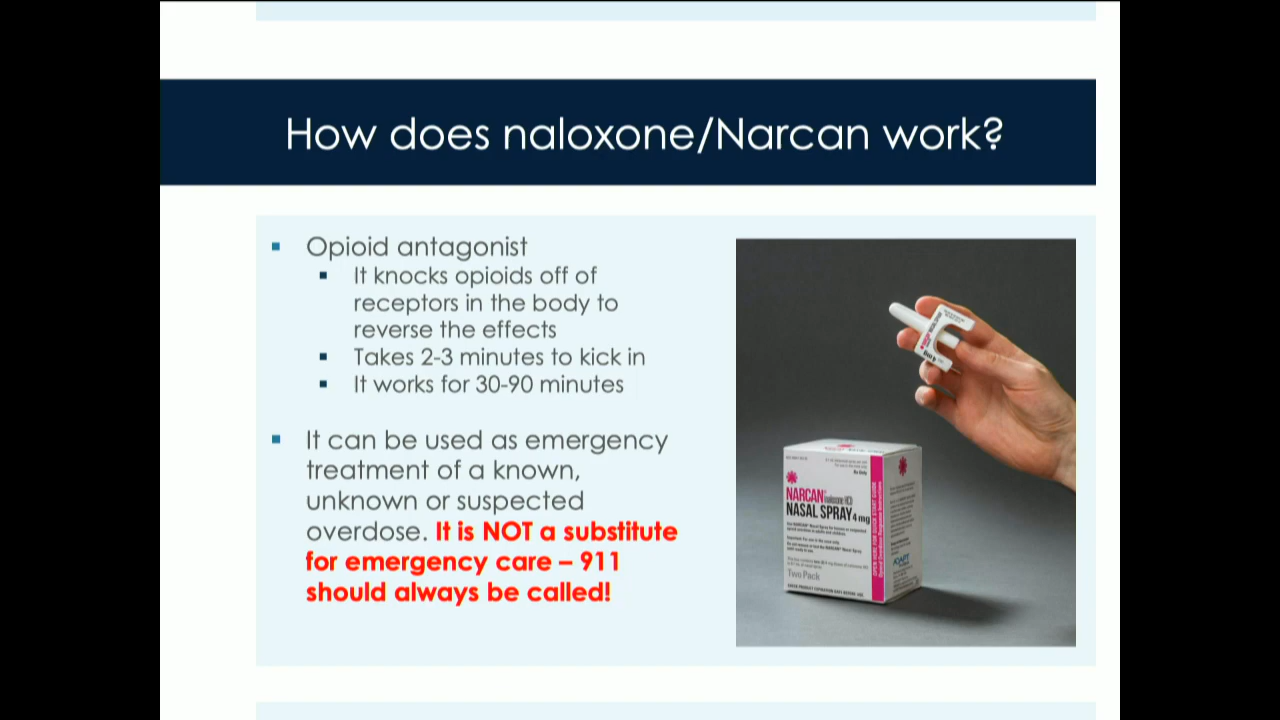 How does naloxone/Narcan work?
Opioid antagonist
It knocks opioids off of
receptors in the body to
reverse the effects
Takes 2-3 minutes to kick in
It works for 30-90 minutes
It can be used as emergency
treatment of a known,
unknown or suspected
overdose. It is NOT a substitute
for emergency care – 911
should always be called!
NARCAN
NASAL SPRAY 4 mg
Two Pack